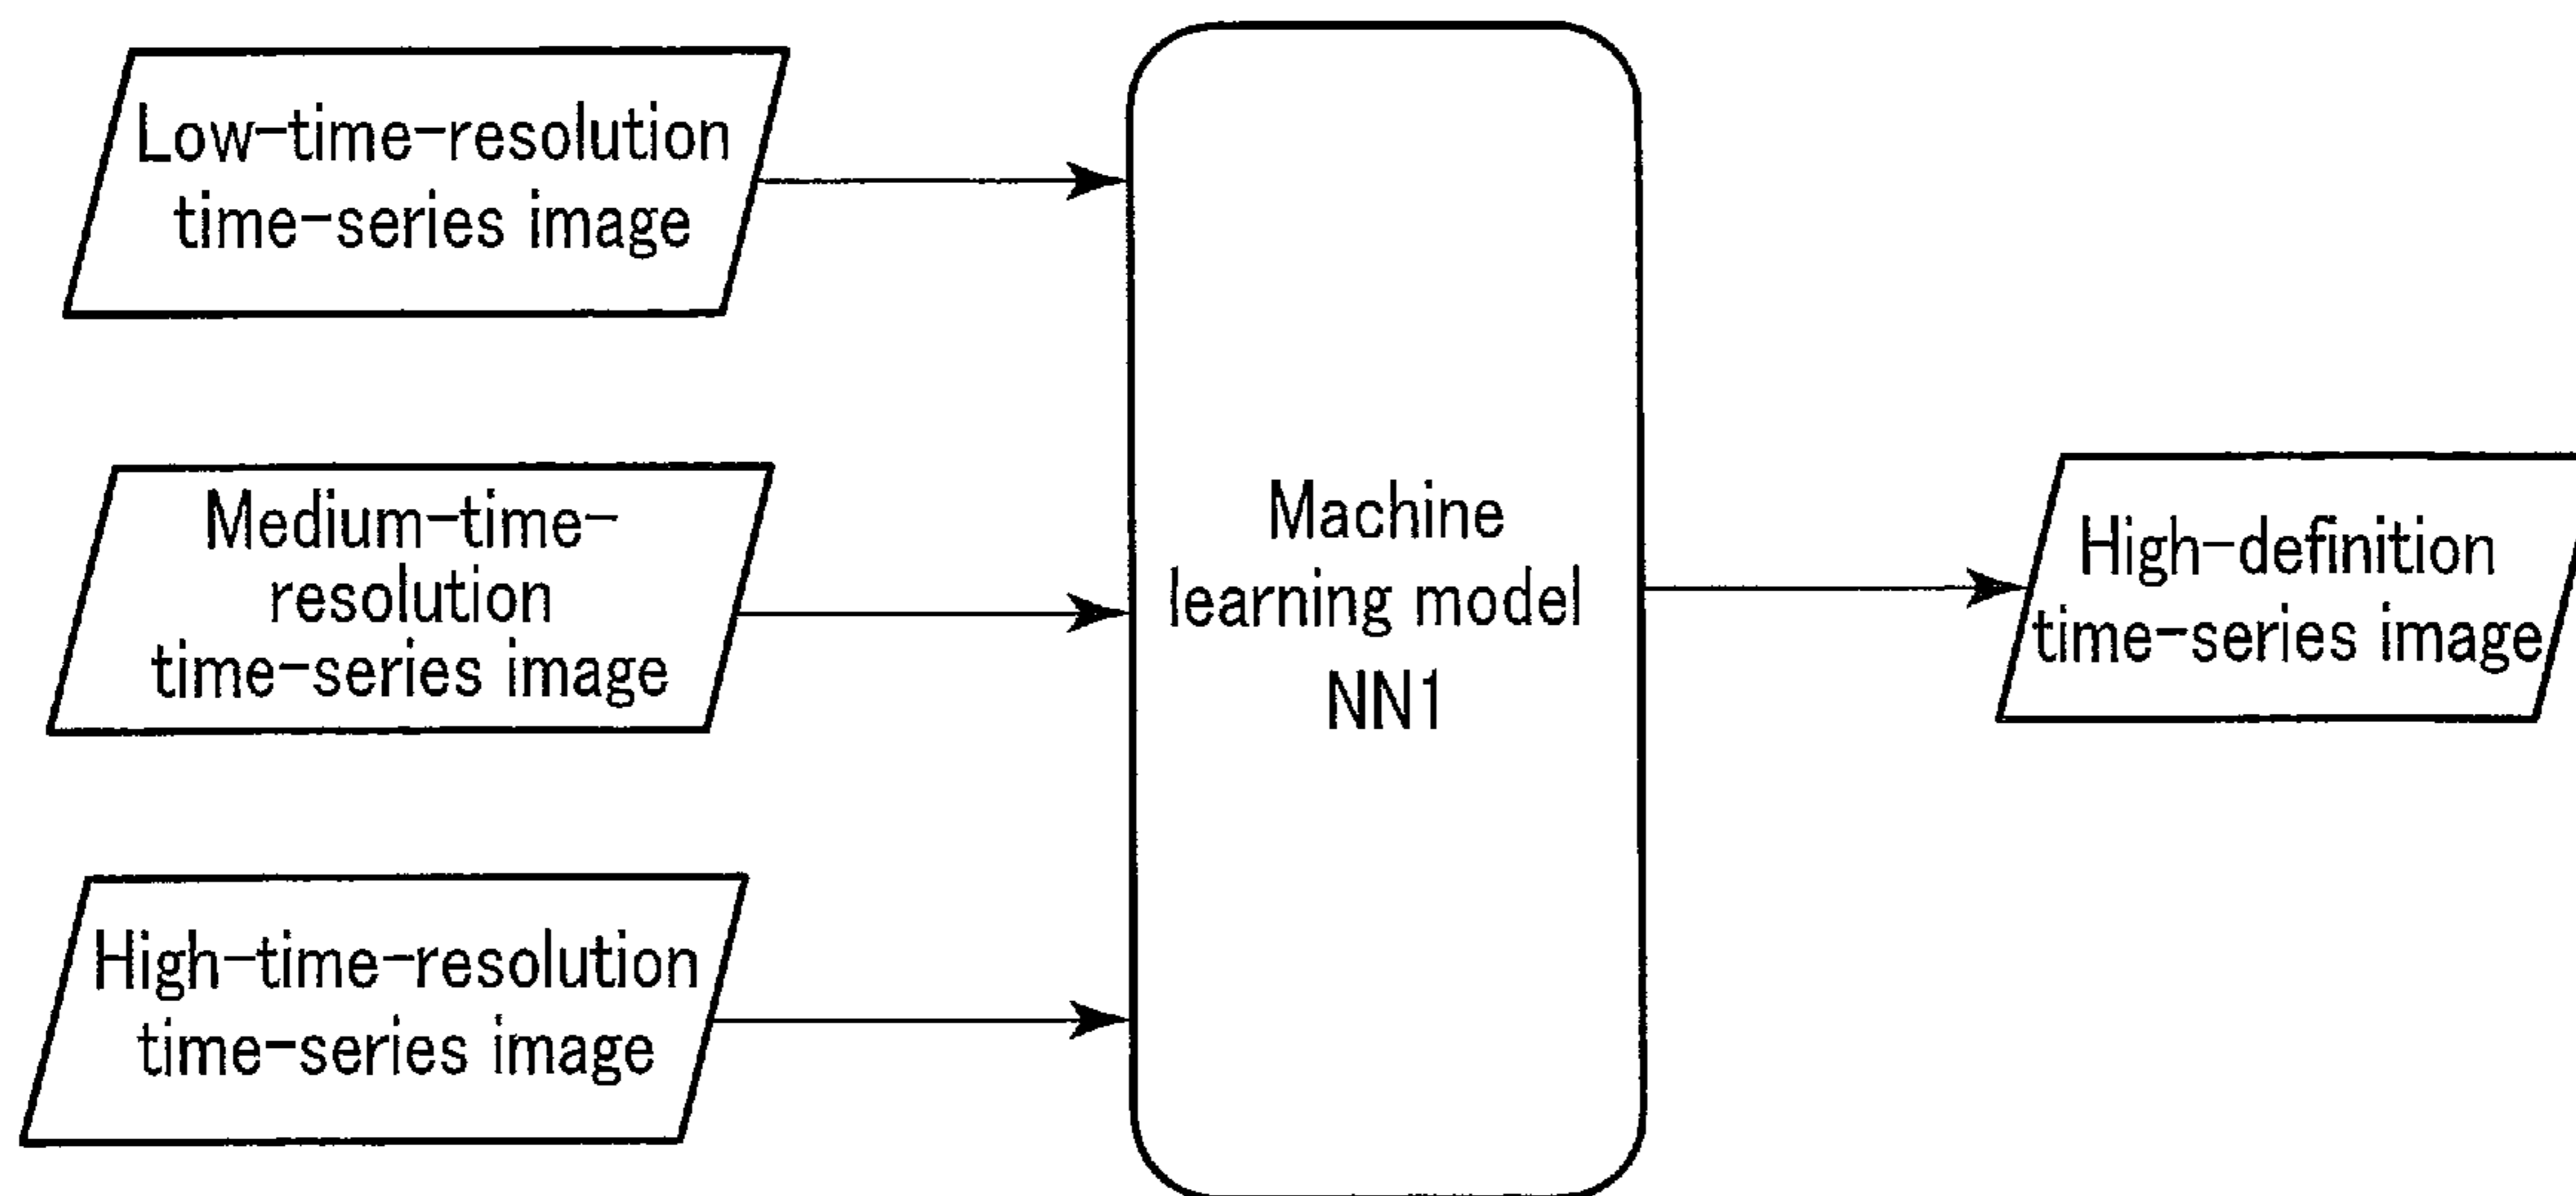 Low-time-resolution
time-series image
Medium-time-
resolution
time-series image
High-time-resolution
time-series image
Machine
learning model
NN1
High-definition
time-series image